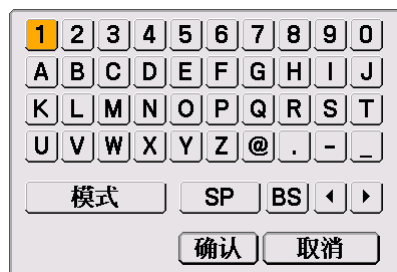 1 2 3 4 5 6 7 8 9 0
A B C D E F G H I J
K L M N O P Q R S T
U V W X Y Z @ . - _
模式 SP BS
确认 取消